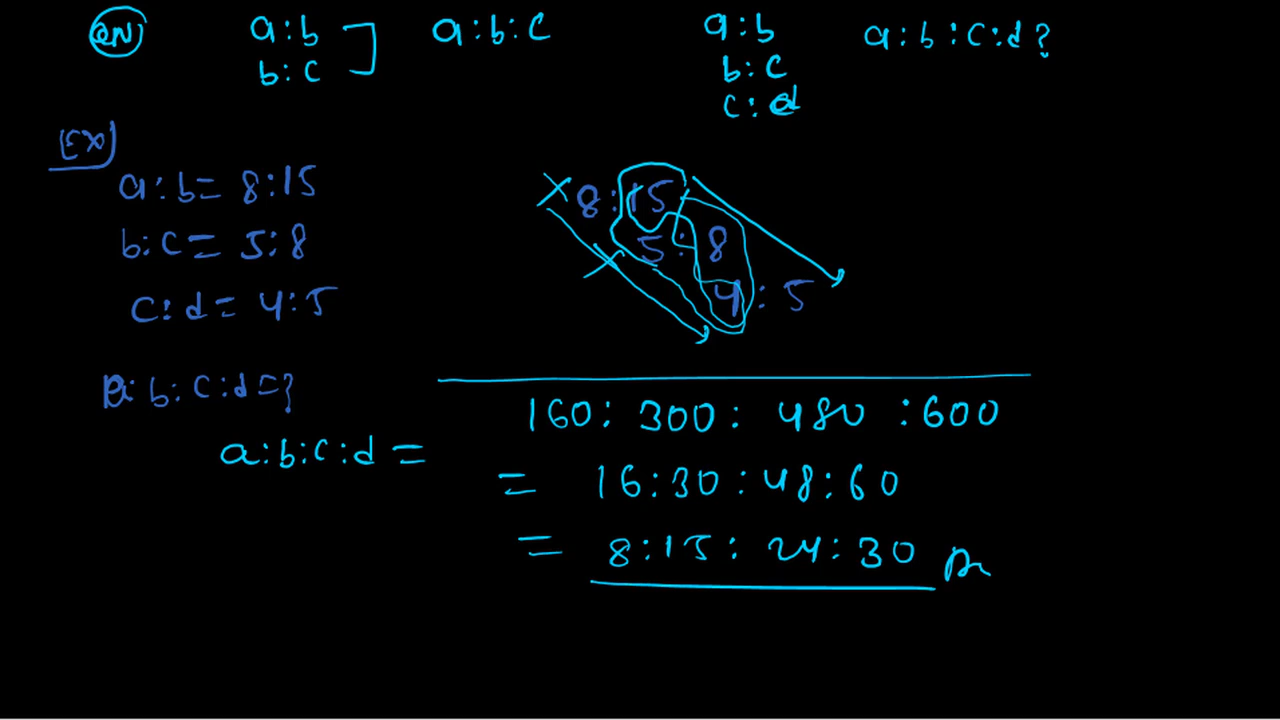 QN a:b a:b:c a:b a:b:c:d?
b:c b:c
c:d
Ex
a:b= 8:15 8:15
b:c= 5:8 5:8
c:d= 4:5 4:5
a:b:c:d=?
160: 300: 480 :600
a:b:c:d =
= 16:30:48:60
= 8:15: 24:30